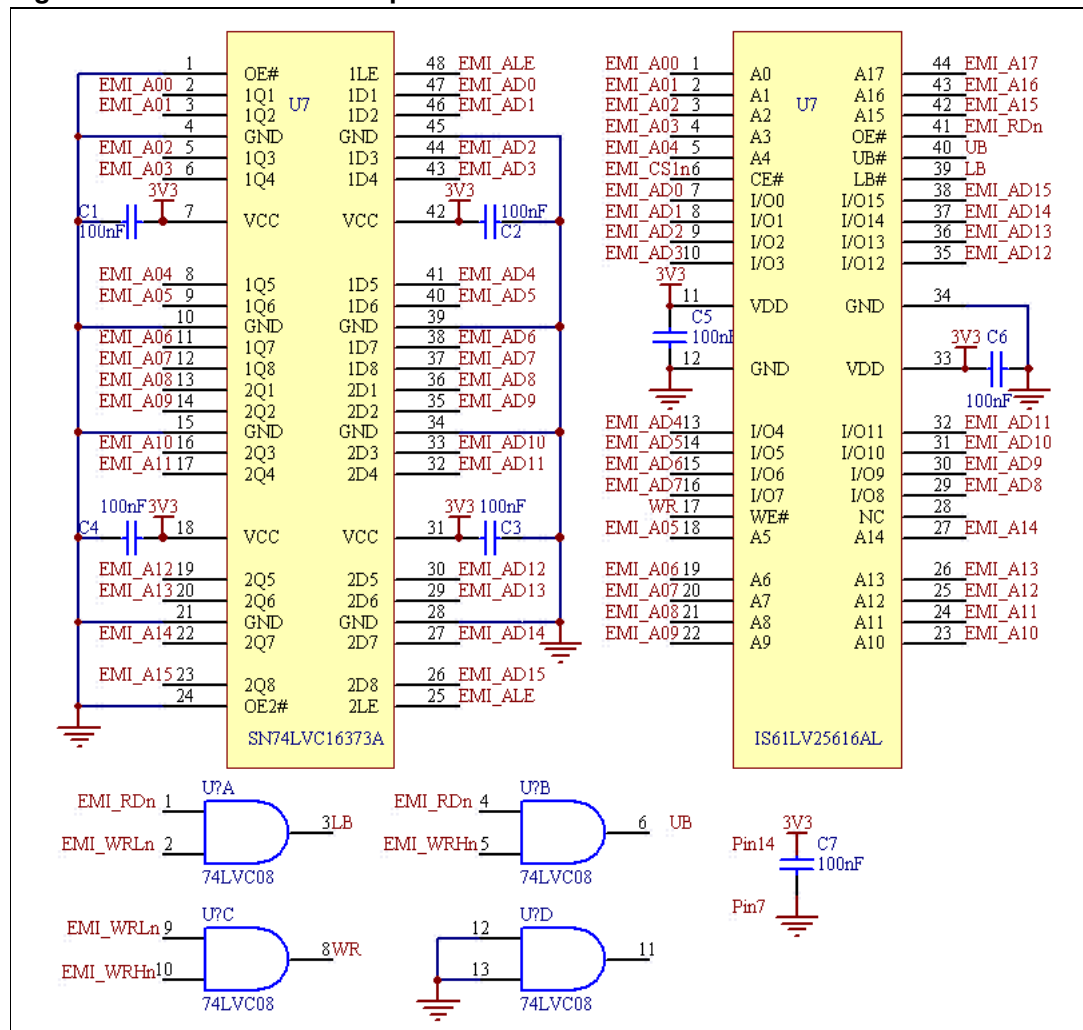 1 OE# 1LE 48 EMI_ALE
EMI_A00 2 1Q1 U7 1D1 47 EMI_AD0
EMI_A01 3 1Q2 1D2 46 EMI_AD1
4 GND GND 45
EMI_A02 5 1Q3 1D3 44 EMI_AD2
EMI_A03 6 1Q4 1D4 43 EMI_AD3
C1 100nF 3V3 7 VCC VCC 42 3V3 100nF C2
EMI_A04 8 1Q5 1D5 41 EMI_AD4
EMI_A05 9 1Q6 1D6 40 EMI_AD5
10 GND GND 39
EMI_A06 11 1Q7 1D7 38 EMI_AD6
EMI_A07 12 1Q8 1D8 37 EMI_AD7
EMI_A08 13 2Q1 2D1 36 EMI_AD8
EMI_A09 14 2Q2 2D2 35 EMI_AD9
15 GND GND 34
EMI_A10 16 2Q3 2D3 33 EMI_AD10
EMI_A11 17 2Q4 2D4 32 EMI_AD11
100nF C4 3V3 18 VCC VCC 31 3V3 100nF C3
EMI_A12 19 2Q5 2D5 30 EMI_AD12
EMI_A13 20 2Q6 2D6 29 EMI_AD13
21 GND GND 28
EMI_A14 22 2Q7 2D7 27 EMI_AD14
EMI_A15 23 2Q8 2D8 26 EMI_AD15
24 OE2# 2LE 25 EMI_ALE
SN74LVC16373A
EMI_A00 1 A0 A17 44 EMI_A17
EMI_A01 2 A1 U7 A16 43 EMI_A16
EMI_A02 3 A2 A15 42 EMI_A15
EMI_A03 4 A3 OE# 41 EMI_RDn
EMI_A04 5 A4 UB# 40 UB
EMI_CS1n 6 CE# LB# 39 LB
EMI_AD0 7 I/O0 I/O15 38 EMI_AD15
EMI_AD1 8 I/O1 I/O14 37 EMI_AD14
EMI_AD2 9 I/O2 I/O13 36 EMI_AD13
EMI_AD3 10 I/O3 I/O12 35 EMI_AD12
3V3 11 VDD GND 34
C5 100nF
12 GND VDD 33 3V3 C6 100nF
EMI_AD4 13 I/O4 I/O11 32 EMI_AD11
EMI_AD5 14 I/O5 I/O10 31 EMI_AD10
EMI_AD6 15 I/O6 I/O9 30 EMI_AD9
EMI_AD7 16 I/O7 I/O8 29 EMI_AD8
WR 17 WE# NC 28
EMI_A05 18 A5 A14 27 EMI_A14
EMI_A06 19 A6 A13 26 EMI_A13
EMI_A07 20 A7 A12 25 EMI_A12
EMI_A08 21 A8 A11 24 EMI_A11
EMI_A09 22 A9 A10 23 EMI_A10
IS61LV25616AL
U?A
EMI_RDn 1
3 LB
EMI_WRLn 2
74LVC08
U?B
EMI_RDn 4
6 UB
EMI_WRHn 5
74LVC08
3V3
Pin14 C7
100nF
Pin7
U?C
EMI_WRLn 9
8 WR
EMI_WRHn 10
74LVC08
U?D
12
11
13
74LVC08